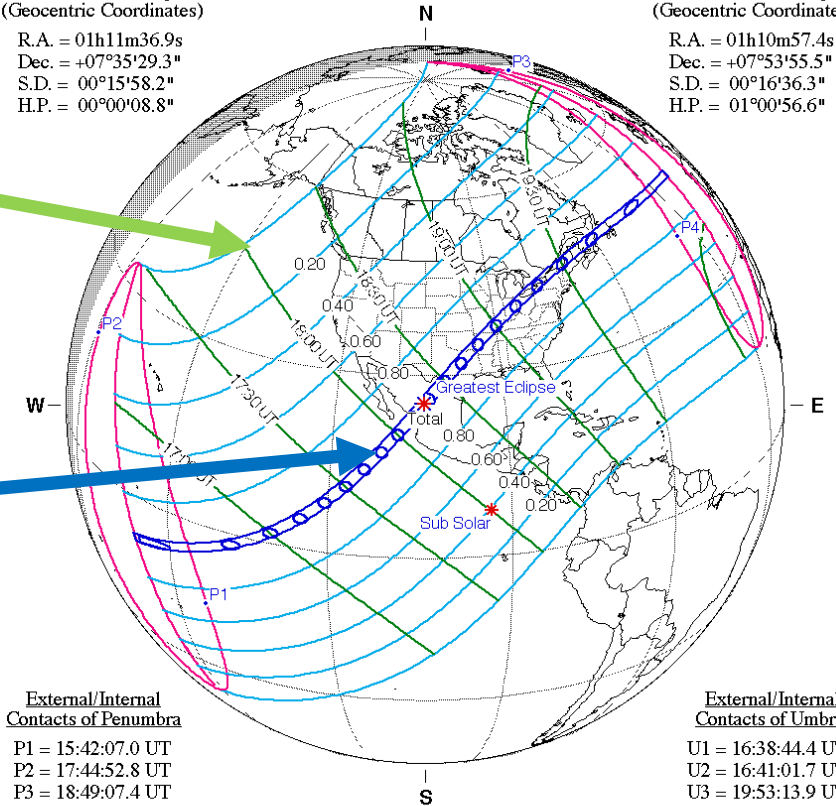 (Geocentric Coordinates)
R.A. = 01h11m36.9s
Dec. = +07°35'29.3"
S.D. = 00°15'58.2"
H.P. = 00°00'08.8"
(Geocentric Coordinate
R.A. = 01h10m57.4s
Dec. = +07°53'55.5"
S.D. = 00°16'36.3"
H.P. = 01°00'56.6"
N
P3
19:30 UT
19:00 UT
P4
0.20
18:30 UT
0.40
P2
18:00 UT
0.60
0.80
17:30 UT
Greatest Eclipse
W
E
Total
0.80
17:00 UT
0.60
0.40
0.20
Sub Solar
P1
External/Internal
Contacts of Penumbra
P1 = 15:42:07.0 UT
P2 = 17:44:52.8 UT
P3 = 18:49:07.4 UT
External/Interna
Contacts of Umbr
U1 = 16:38:44.4 U
U2 = 16:41:01.7 U
U3 = 19:53:13.9 U
S